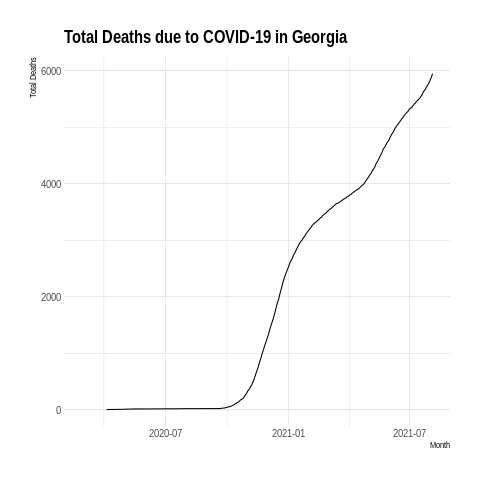 Total Deaths due to COVID-19 in Georgia
Total Deaths
6000
4000
2000
0
2020-07
2021-01
2021-07
Month